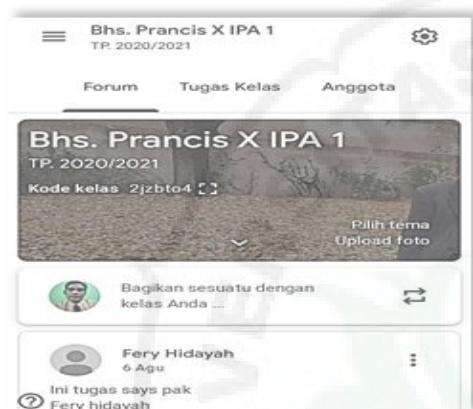 Bhs. Prancis X IPA 1
TP. 2020/2021
Forum Tugas Kelas Anggota
Bhs. Prancis X IPA 1
TP. 2020/2021
Kode kelas 2jzbto4
Pilih tema
Upload foto
Bagikan sesuatu dengan
kelas Anda ...
Fery Hidayah
6 Agu
Ini tugas says pak
Fery hidayah